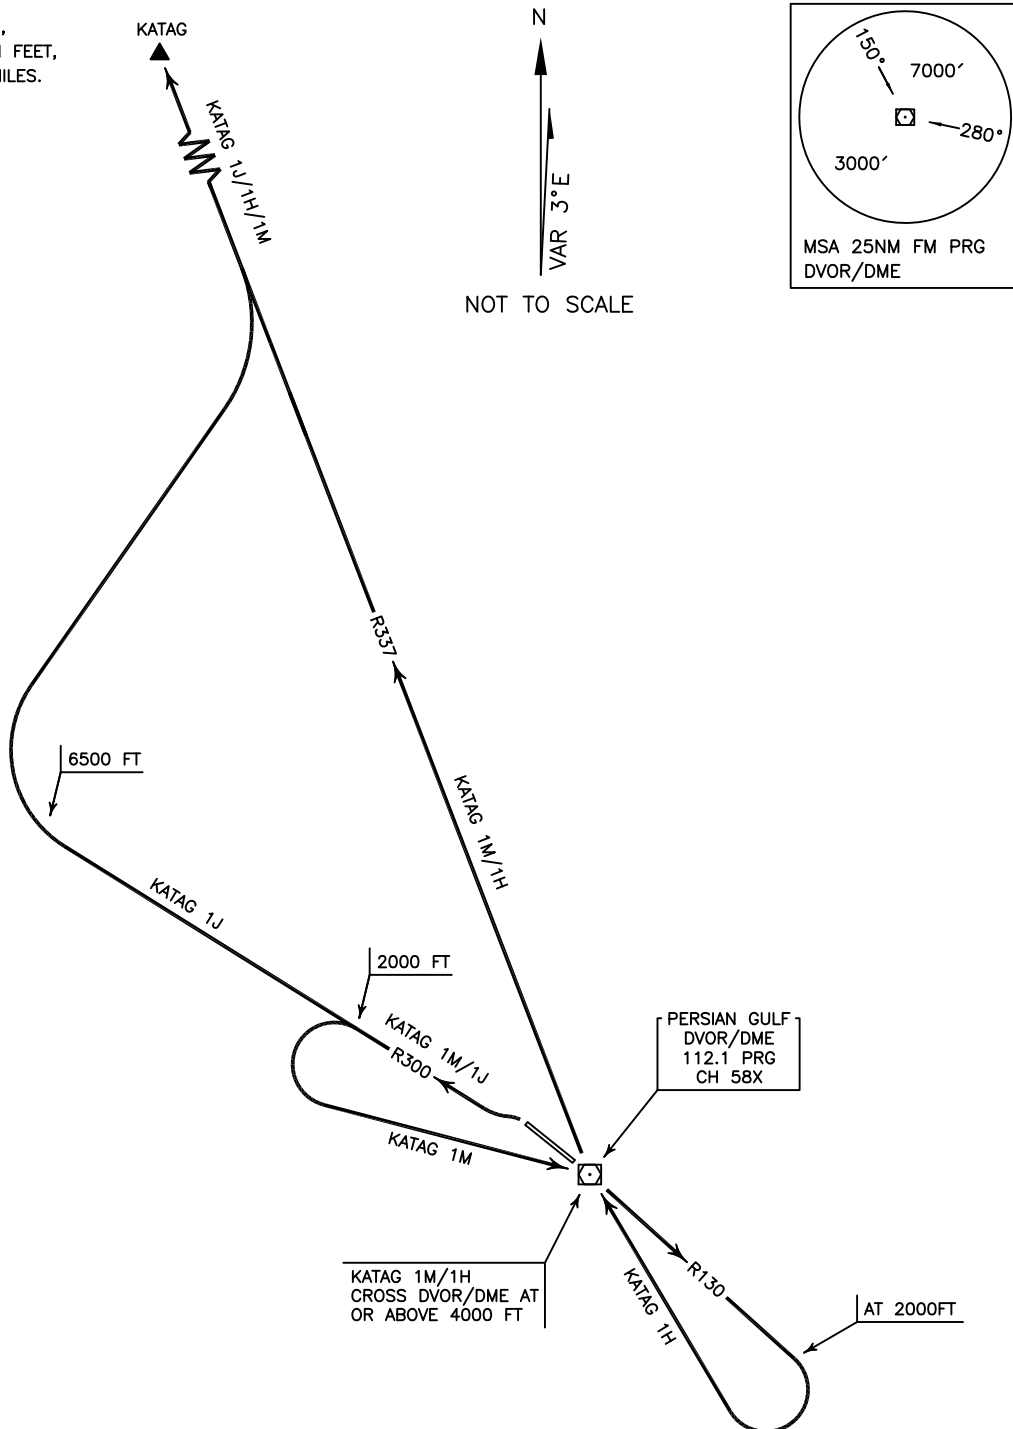 ,
FEET,
KATAG
N
150°
7000′
280°
3000′
MSA 25NM FM PRG
DVOR/DME
KATAG 1J/1H/1M
VAR 3°E
NOT TO SCALE
R337
6500 FT
KATAG 1M/1H
KATAG 1J
2000 FT
KATAG 1M/1J
R300
PERSIAN GULF
DVOR/DME
112.1 PRG
CH 58X
KATAG 1M
KATAG 1M/1H
CROSS DVOR/DME AT
OR ABOVE 4000 FT
R130
KATAG 1H
AT 2000FT